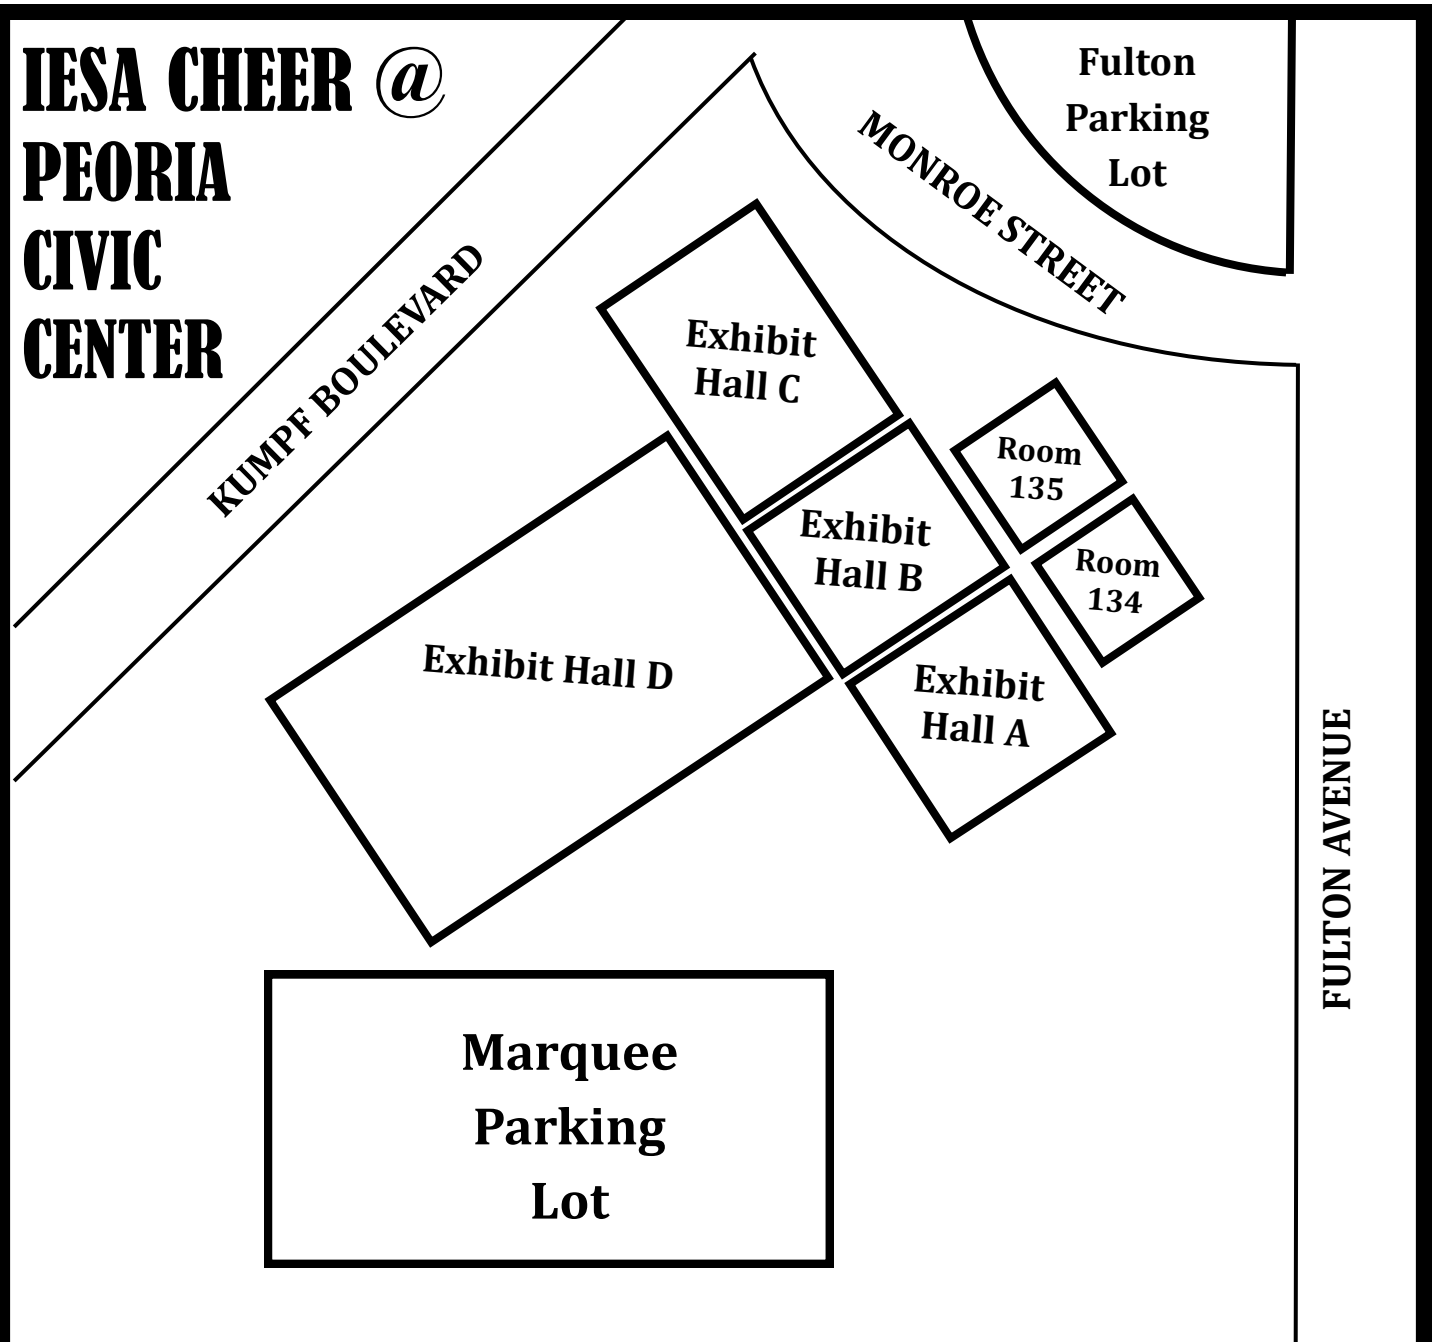 IESA CHEER @
PEORIA
CIVIC
CENTER
Fulton
Parking
Lot
MONROE STREET
KUMPF BOULEVARD
Exhibit
Hall C
Room
135
Exhibit
Hall B
Room
134
Exhibit Hall D
Exhibit
Hall A
FULTON AVENUE
Marquee
Parking
Lot